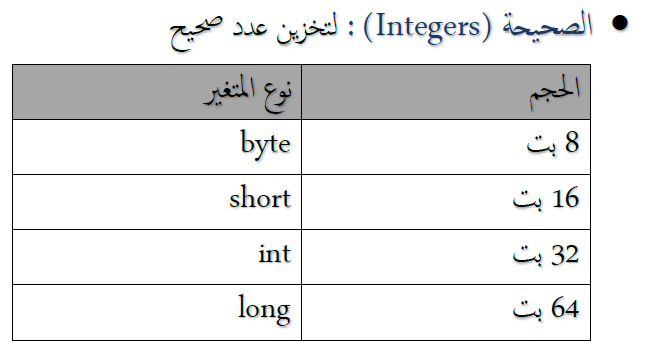 • الصحيحة (Integers) : لتخزين عدد صحيح
الحجم نوع المتغير
8 بت byte
16 بت short
32 بت int
64 بت long